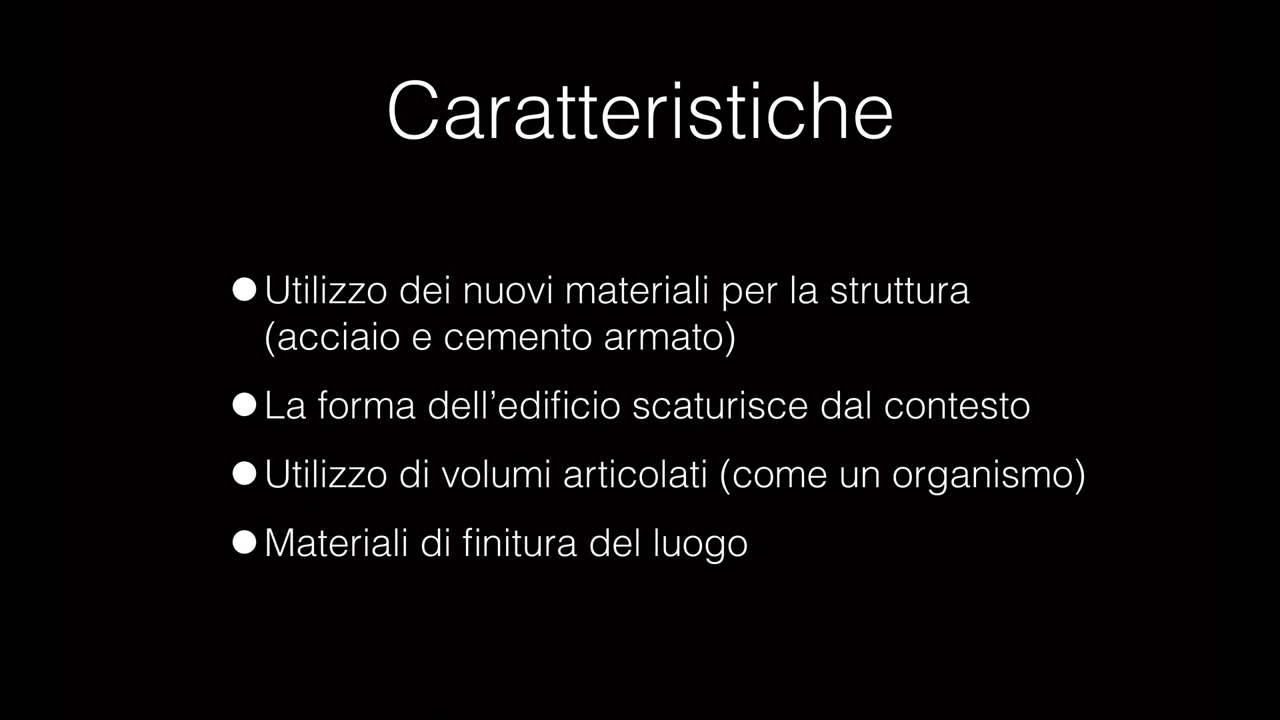 Caratteristiche
● Utilizzo dei nuovi materiali per la struttura
(acciaio e cemento armato)
● La forma dell’edificio scaturisce dal contesto
● Utilizzo di volumi articolati (come un organismo)
● Materiali di finitura del luogo